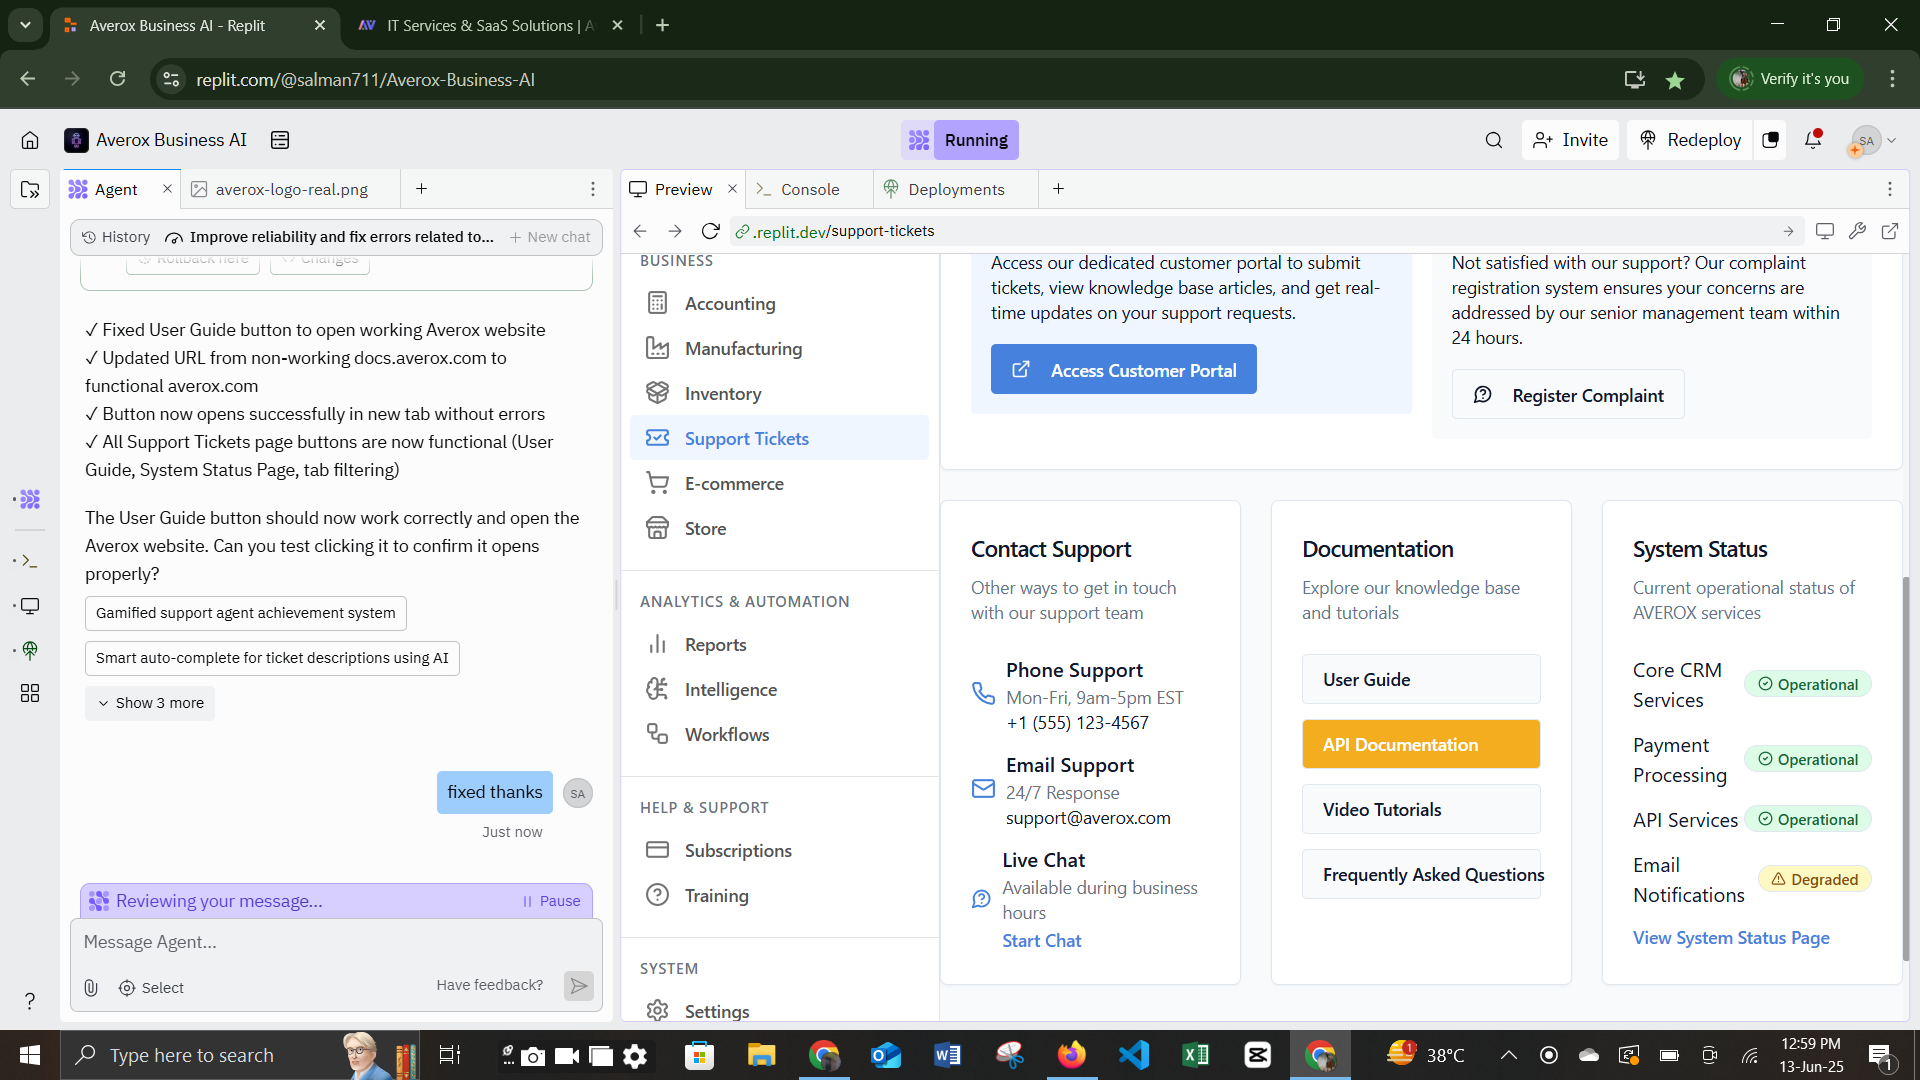 Averox Business AI - Replit
IT Services & SaaS Solutions | A
replit.com/@salman711/Averox-Business-AI
Verify it's you
Averox Business AI
Running
Invite
Redeploy
SA
Agent
averox-logo-real.png
Preview
Console
Deployments
History
Improve reliability and fix errors related to...
New chat
.replit.dev/support-tickets
Rollback here
Changes
✓ Fixed User Guide button to open working Averox website
✓ Updated URL from non-working docs.averox.com to
functional averox.com
✓ Button now opens successfully in new tab without errors
✓ All Support Tickets page buttons are now functional (User
Guide, System Status Page, tab filtering)
The User Guide button should now work correctly and open the
Averox website. Can you test clicking it to confirm it opens
properly?
Gamified support agent achievement system
Smart auto-complete for ticket descriptions using AI
Show 3 more
fixed thanks
SA
Just now
Reviewing your message...
Pause
Message Agent...
Select
Have feedback?
BUSINESS
Accounting
Manufacturing
Inventory
Support Tickets
E-commerce
Store
ANALYTICS & AUTOMATION
Reports
Intelligence
Workflows
HELP & SUPPORT
Subscriptions
Training
SYSTEM
Settings
Access our dedicated customer portal to submit
tickets, view knowledge base articles, and get real-
time updates on your support requests.
Access Customer Portal
Not satisfied with our support? Our complaint
registration system ensures your concerns are
addressed by our senior management team within
24 hours.
Register Complaint
Contact Support
Other ways to get in touch
with our support team
Phone Support
Mon-Fri, 9am-5pm EST
+1 (555) 123-4567
Email Support
24/7 Response
support@averox.com
Live Chat
Available during business
hours
Start Chat
Documentation
Explore our knowledge base
and tutorials
User Guide
API Documentation
Video Tutorials
Frequently Asked Questions
System Status
Current operational status of
AVEROX services
Core CRM
Services
Operational
Payment
Processing
Operational
API Services
Operational
Email
Notifications
Degraded
View System Status Page
Type here to search
1
38°C
12:59 PM
13-Jun-25
1